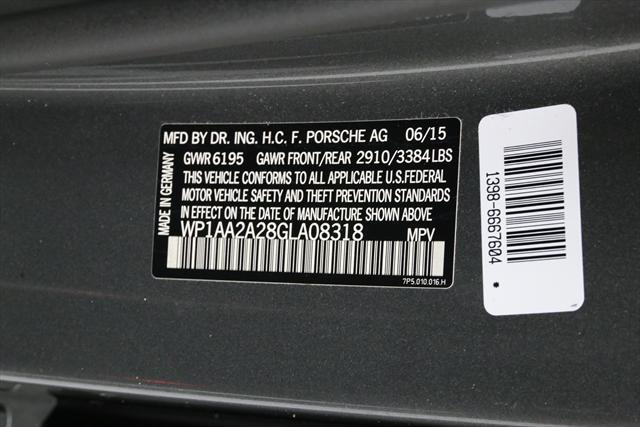 MFD BY DR. ING. H.C. F. PORSCHE AG 06/15
GVWR 6195 GAWR FRONT/REAR 2910/3384LBS
THIS VEHICLE CONFORMS TO ALL APPLICABLE U.S.FEDERAL
MOTOR VEHICLE SAFETY AND THEFT PREVENTION STANDARDS
IN EFFECT ON THE DATE OF MANUFACTURE SHOWN ABOVE
WP1AA2A28GLA08318 MPV
7P5.010.016.H
MADE IN GERMANY
1398-6667604